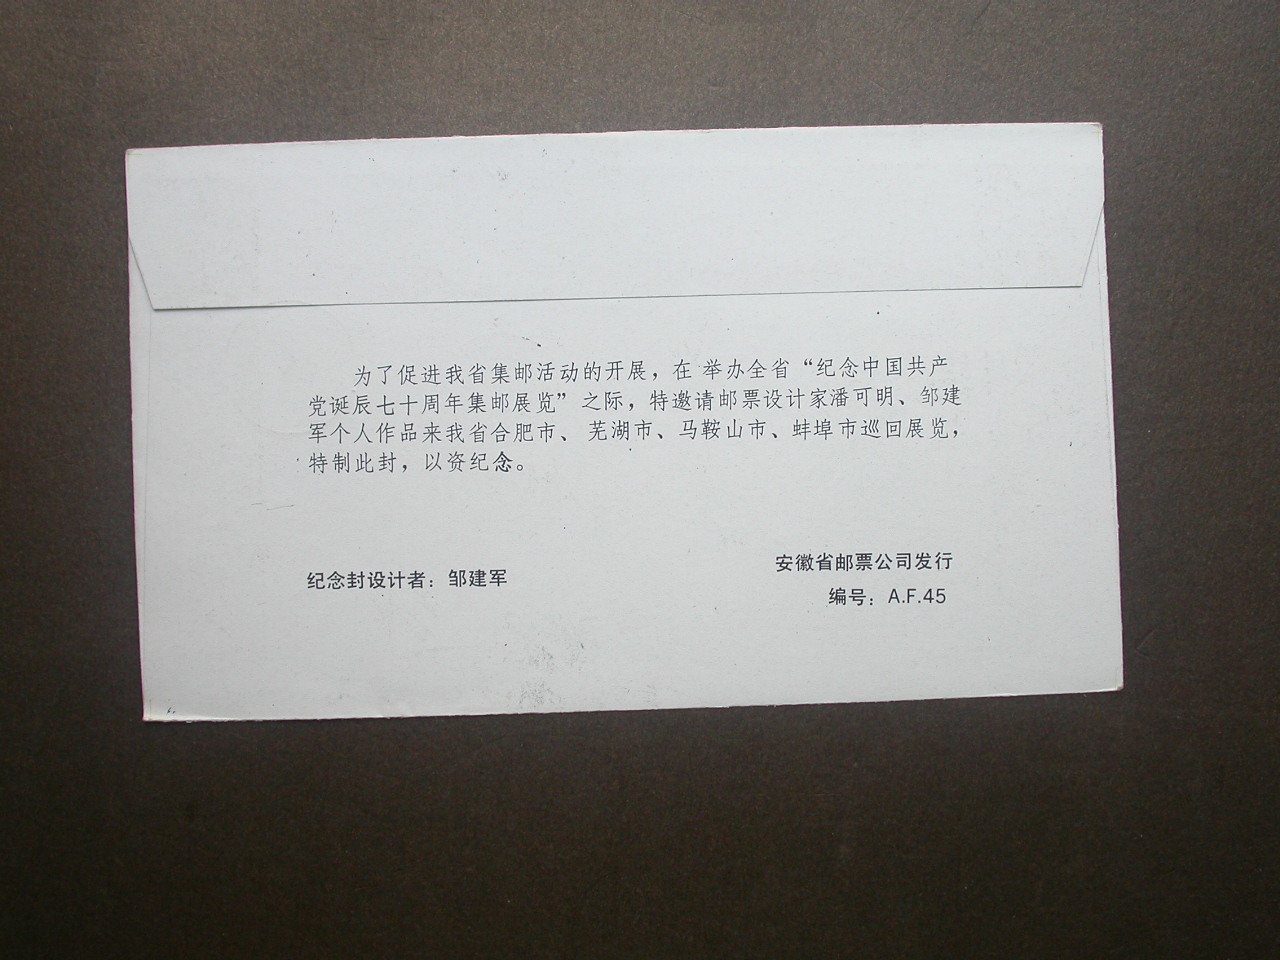 为了促进我省集邮活动的开展，在举办全省“纪念中国共产
党诞辰七十周年集邮展览”之际，特邀请邮票设计家潘可明、邹建
军个人作品来我省合肥市、芜湖市、马鞍山市、蚌埠市巡回展览，
特制此封，以资纪念。
纪念封设计者：邹建军
安徽省邮票公司发行
编号：A.F.45